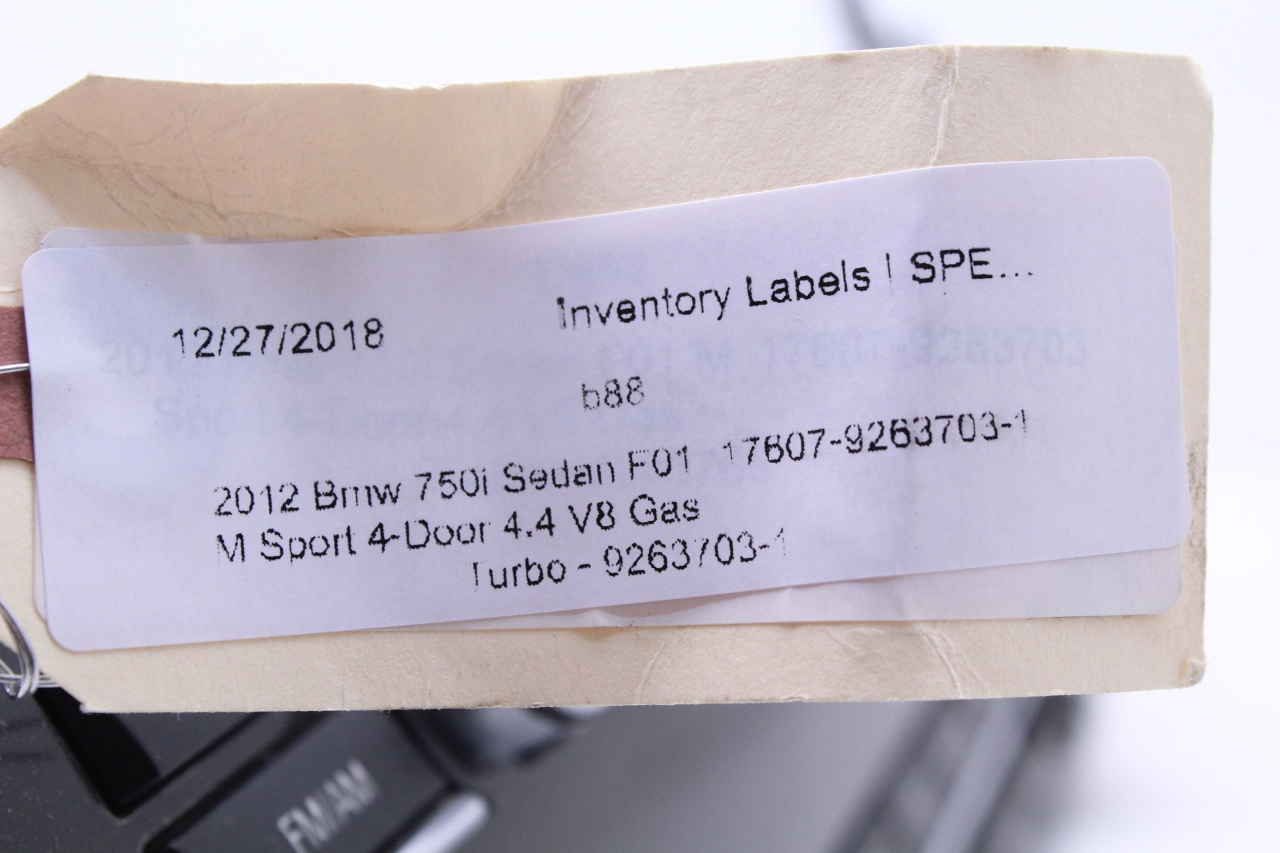 12/27/2018 Inventory Labels | SPE...
b88
2012 Bmw 750i Sedan F01 17607-9263703-1
M Sport 4-Door 4.4 V8 Gas
Turbo - 9263703-1
FM/AM